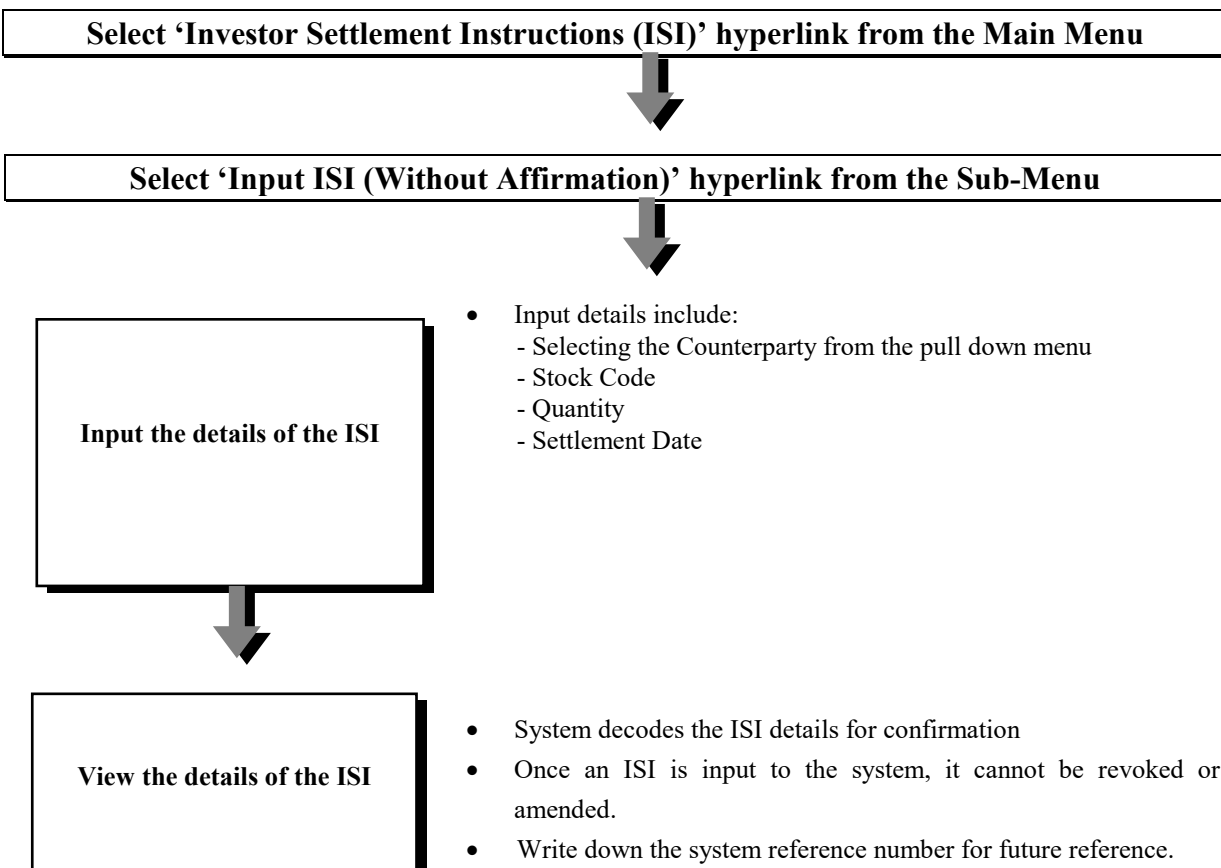 Select ‘Investor Settlement Instructions (ISI)’ hyperlink from the Main Menu
Select ‘Input ISI (Without Affirmation)’ hyperlink from the Sub-Menu
Input the details of the ISI
• Input details include:
- Selecting the Counterparty from the pull down menu
- Stock Code
- Quantity
- Settlement Date
View the details of the ISI
• System decodes the ISI details for confirmation
• Once an ISI is input to the system, it cannot be revoked or
amended.
• Write down the system reference number for future reference.